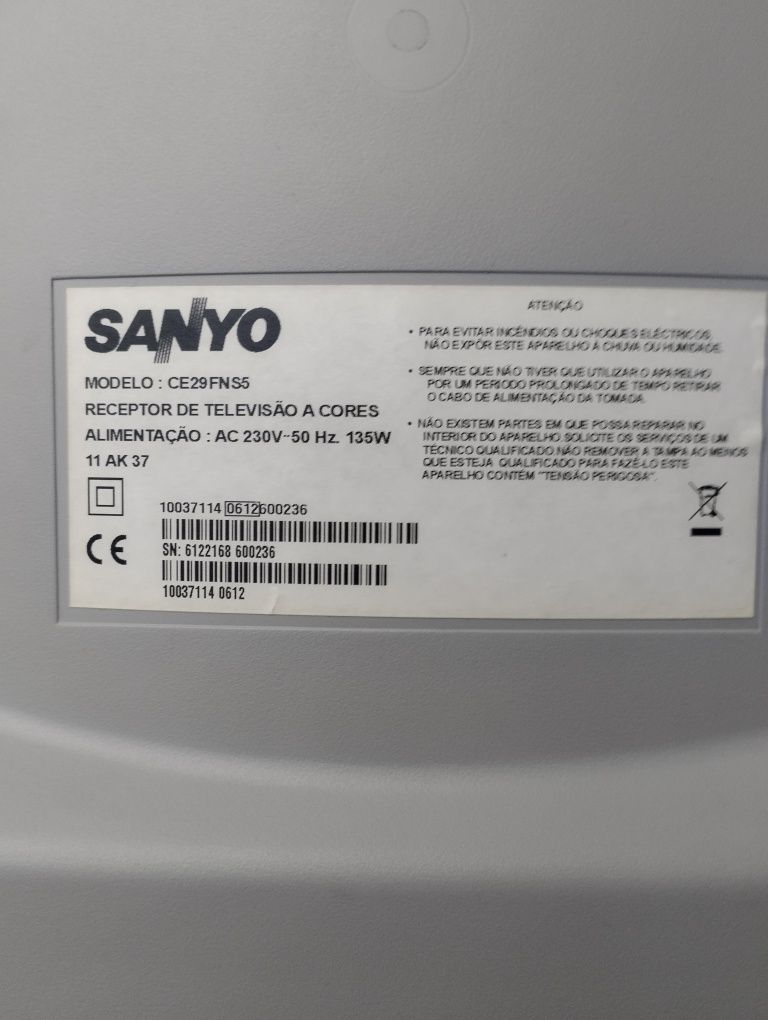 SANYO
MODELO : CE29FNS5
RECEPTOR DE TELEVISÃO A CORES
ALIMENTAÇÃO : AC 230V~50 Hz. 135W
11 AK 37
10037114 0612600236
SN: 6122168 600236
10037114 0612
CE
ATENÇÃO
• PARA EVITAR INCÊNDIOS OU CHOQUES ELÉCTRICOS
NÃO EXPÔR ESTE APARELHO À CHUVA OU HUMIDADE.
• SEMPRE QUE NÃO TIVER QUE UTILIZAR O APARELHO
POR UM PERIODO PROLONGADO DE TEMPO RETIRAR
O CABO DE ALIMENTAÇÃO DA TOMADA.
• NÃO EXISTEM PARTES EM QUE POSSA REPARAR NO
INTERIOR DO APARELHO SOLICITE OS SERVIÇOS DE UM
TÉCNICO QUALIFICADO.NÃO REMOVER A TAMPA AO MENOS
QUE ESTEJA QUALIFICADO PARA FAZÊ-LO ESTE
APARELHO CONTÉM "TENSÃO PERIGOSA".